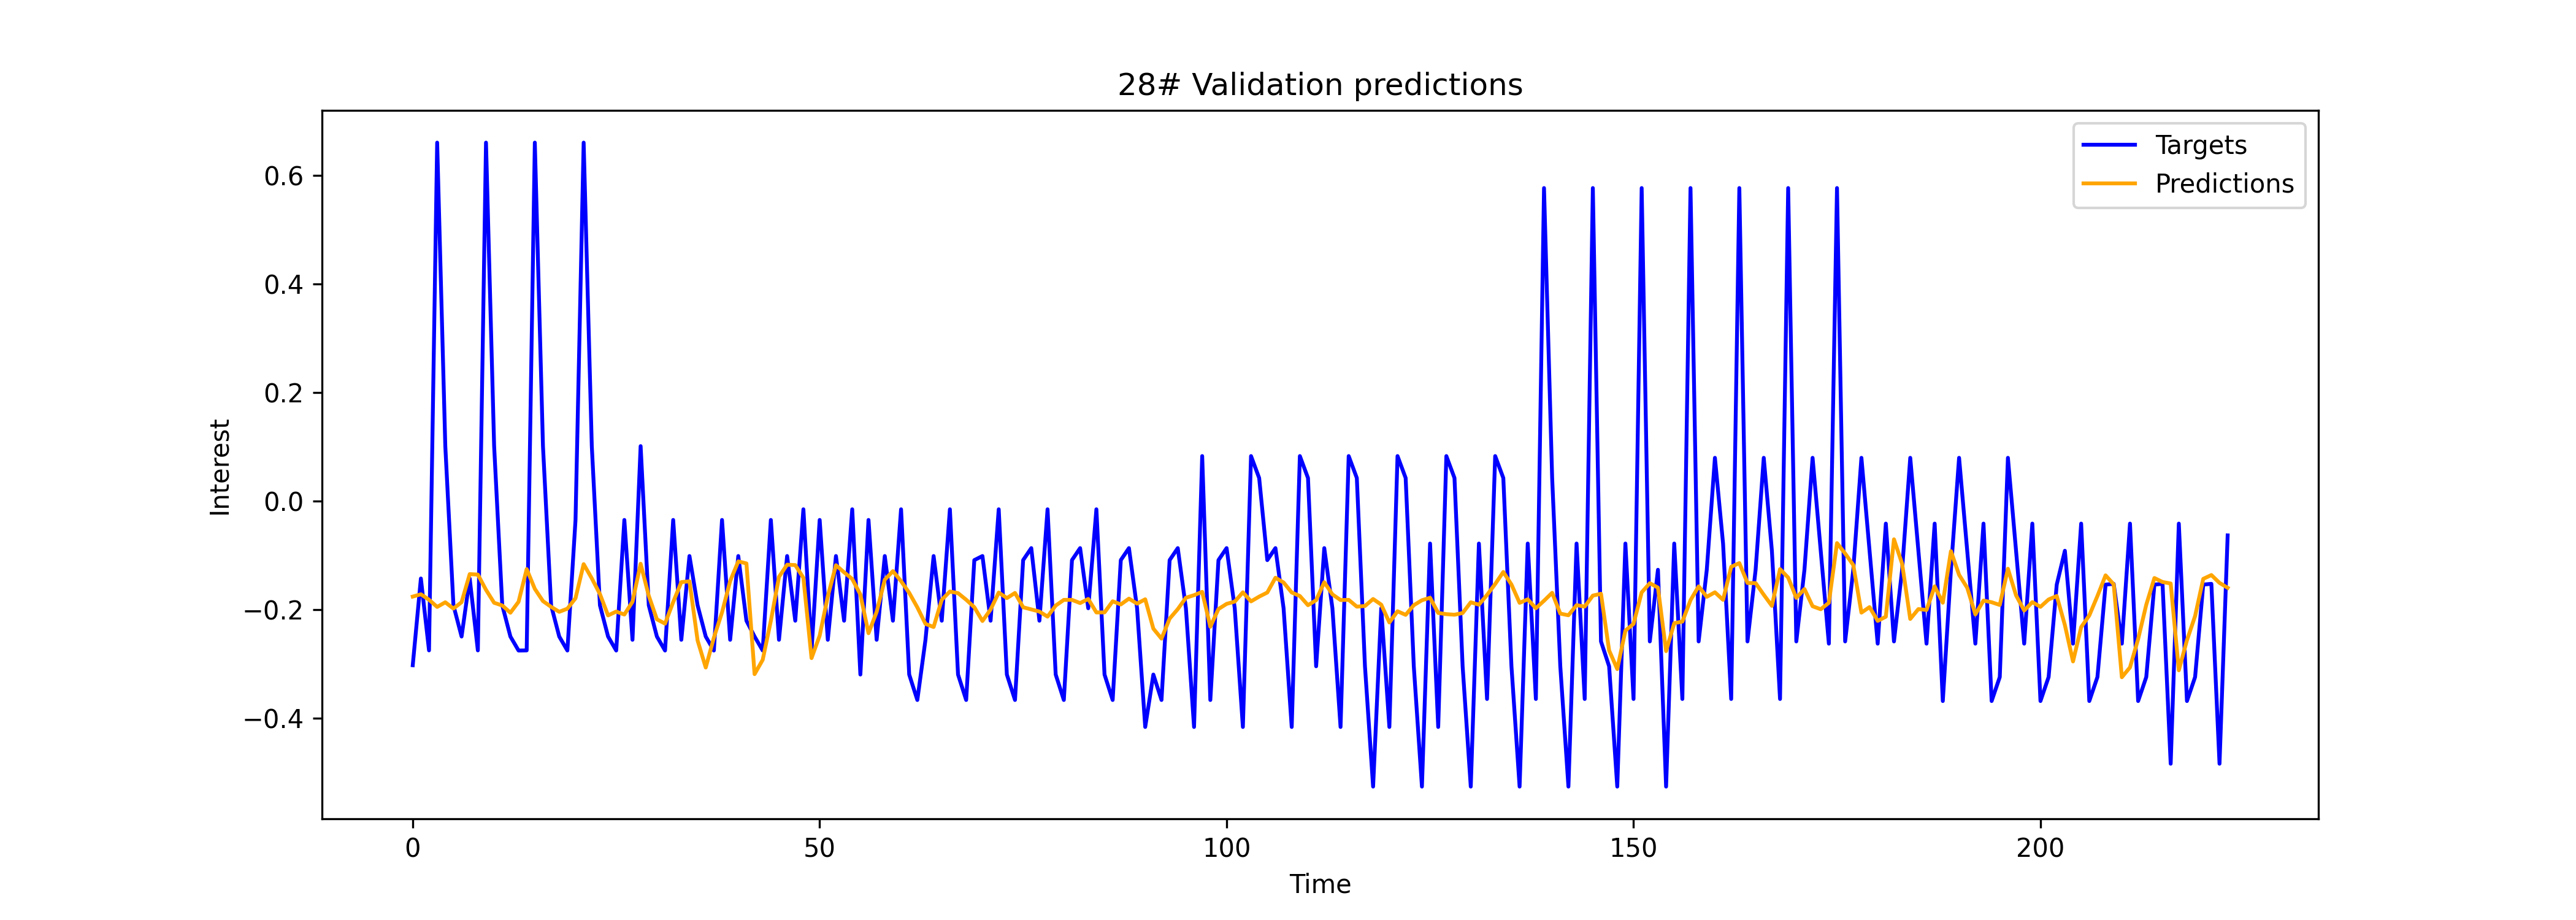 28# Validation predictions
Targets
Predictions
0.6
0.4
0.2
0.0
−0.2
−0.4
Interest
0
50
100
150
200
Time